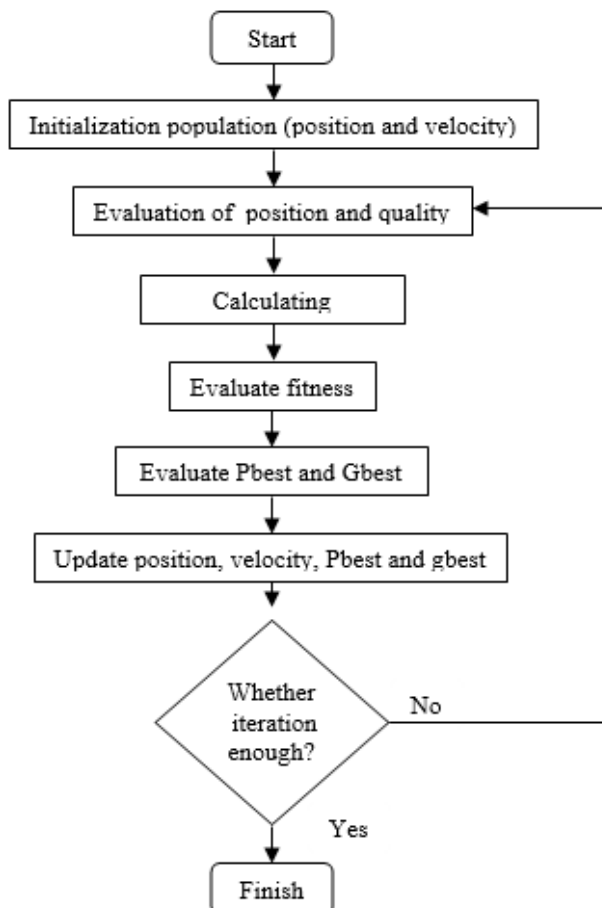 Start
Initialization population (position and velocity)
Evaluation of position and quality
Calculating
Evaluate fitness
Evaluate Pbest and Gbest
Update position, velocity, Pbest and gbest
Whether
iteration
enough?
No
Yes
Finish